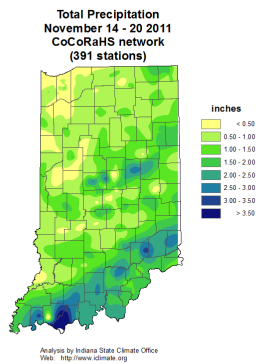 Total Precipitation
November 14 - 20 2011
CoCoRaHS network
(391 stations)
inches
< 0.50
0.50 - 1.00
1.00 - 1.50
1.50 - 2.00
2.00 - 2.50
2.50 - 3.00
3.00 - 3.50
> 3.50
Analysis by Indiana State Climate Office
Web: http://www.iclimate.org